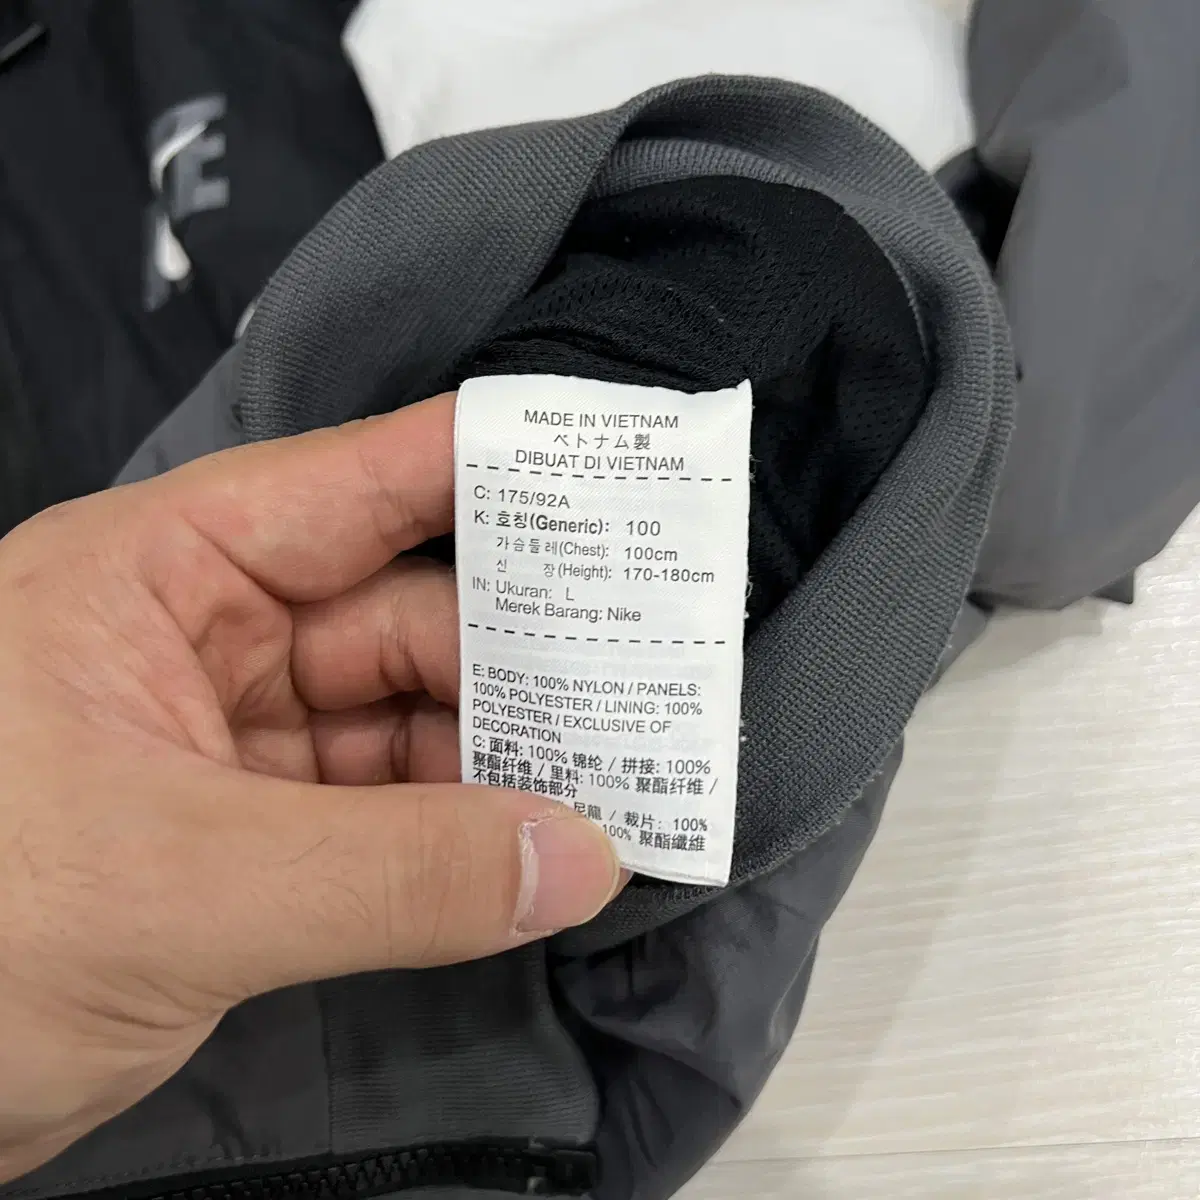 MADE IN VIETNAM
ベトナム製
DIBUAT DI VIETNAM
C: 175/92A
K: 호칭(Generic): 100
가슴둘레(Chest): 100cm
신 장(Height): 170-180cm
IN: Ukuran: L
Merek Barang: Nike
E: BODY: 100% NYLON / PANELS:
100% POLYESTER / LINING: 100%
POLYESTER / EXCLUSIVE OF
DECORATION
C: 面料: 100% 锦纶 / 拼接: 100%
聚酯纤维 / 里料: 100% 聚酯纤维 /
不包括装饰部分
尼龍 / 裁片: 100%
100% 聚酯纖維